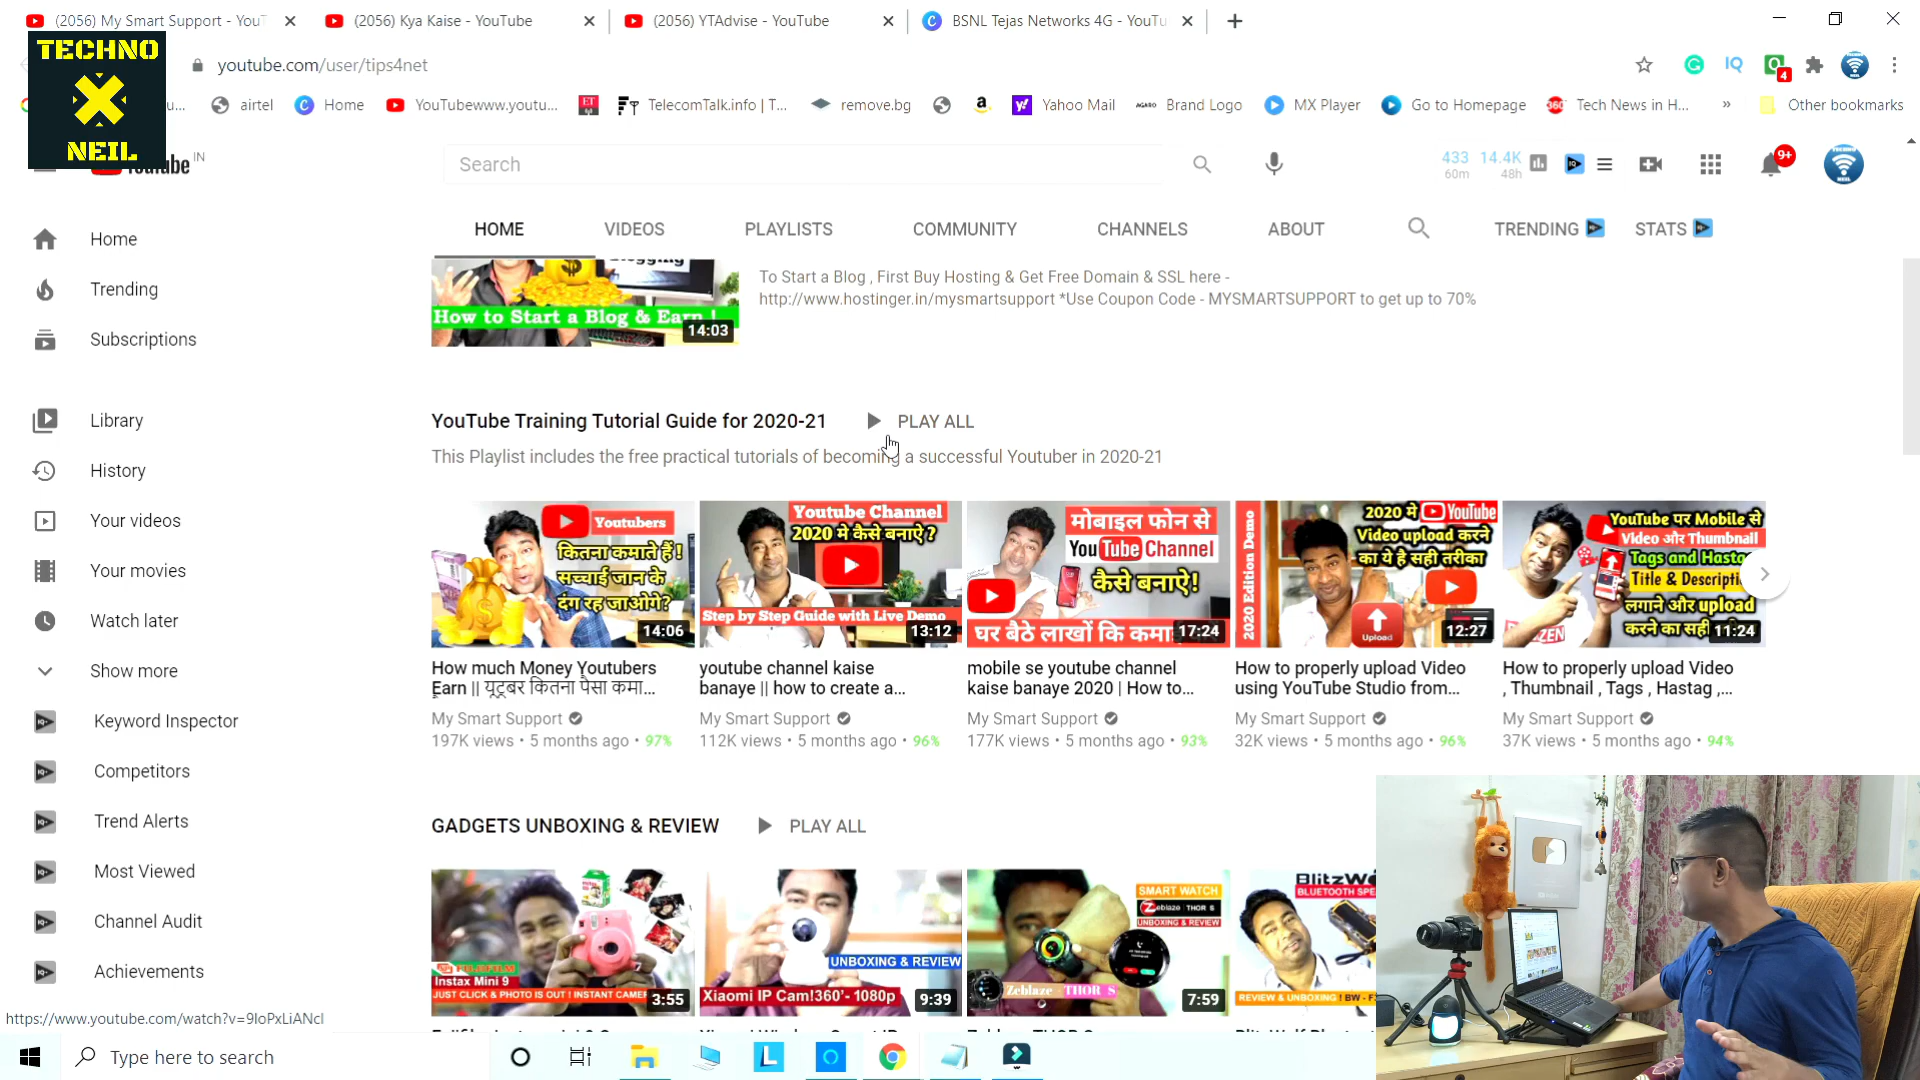 (2056) My Smart Support - YouT
(2056) Kya Kaise - YouTube
(2056) YTAdvise - YouTube
BSNL Tejas Networks 4G - YouTu
TECHNO
NEIL
youtube.com/user/tips4net
4
u...
airtel
Home
YouTubewww.youtu...
TelecomTalk.info | T...
remove.bg
Yahoo Mail
Brand Logo
MX Player
Go to Homepage
Tech News in H...
»
Other bookmarks
IN
Search
433
60m
14.4K
48h
9+
Home
Trending
Subscriptions
Library
History
Your videos
Your movies
Watch later
Show more
Keyword Inspector
Competitors
Trend Alerts
Most Viewed
Channel Audit
Achievements
HOME
VIDEOS
PLAYLISTS
COMMUNITY
CHANNELS
ABOUT
TRENDING
STATS
How to Start a Blog & Earn !
14:03
To Start a Blog , First Buy Hosting & Get Free Domain & SSL here -
http://www.hostinger.in/mysmartsupport *Use Coupon Code - MYSMARTSUPPORT to get up to 70%
YouTube Training Tutorial Guide for 2020-21
PLAY ALL
This Playlist includes the free practical tutorials of becoming a successful Youtuber in 2020-21
Youtubers
कितना कमाते हैं!
सच्चाई जान के
दंग रह जाओगे?
14:06
Youtube Channel
2020 मे कैसे बनाऐ ?
Step by Step Guide with Live Demo
13:12
मोबाइल फोन से
YouTube Channel
कैसे बनाऐ!
घर बैठे लाखों कि कमा
17:24
2020 Edition Demo
2020 मे YouTube
Video upload करने
का ये है सही तरीका
Upload
12:27
YouTube पर Mobile से
Video और Thumbnail
Tags and Hasta
Title & Descripti
लगाने और upload
करने का सही
11:24
How much Money Youtubers
Earn || यूट्बर कितना पैसा कमा...
My Smart Support
197K views • 5 months ago • 97%
youtube channel kaise
banaye || how to create a...
My Smart Support
112K views • 5 months ago • 96%
mobile se youtube channel
kaise banaye 2020 | How to...
My Smart Support
177K views • 5 months ago • 93%
How to properly upload Video
using YouTube Studio from...
My Smart Support
32K views • 5 months ago • 96%
How to properly upload Video
, Thumbnail , Tags , Hastag ,...
My Smart Support
37K views • 5 months ago • 94%
GADGETS UNBOXING & REVIEW
PLAY ALL
FUJIFILM
Instax Mini 9
JUST CLICK & PHOTO IS OUT ! INSTANT CAMER
3:55
UNBOXING & REVIEW
Xiaomi IP Cam!360'- 1080p
9:39
SMART WATCH
Zeblaze THOR S
UNBOXING & REVIEW
Zeblaze - THOR S
7:59
BlitzWo
BLUETOOTH SPE
REVIEW & UNBOXING ! BW - F
https://www.youtube.com/watch?v=9IoPxLiANcI
Type here to search